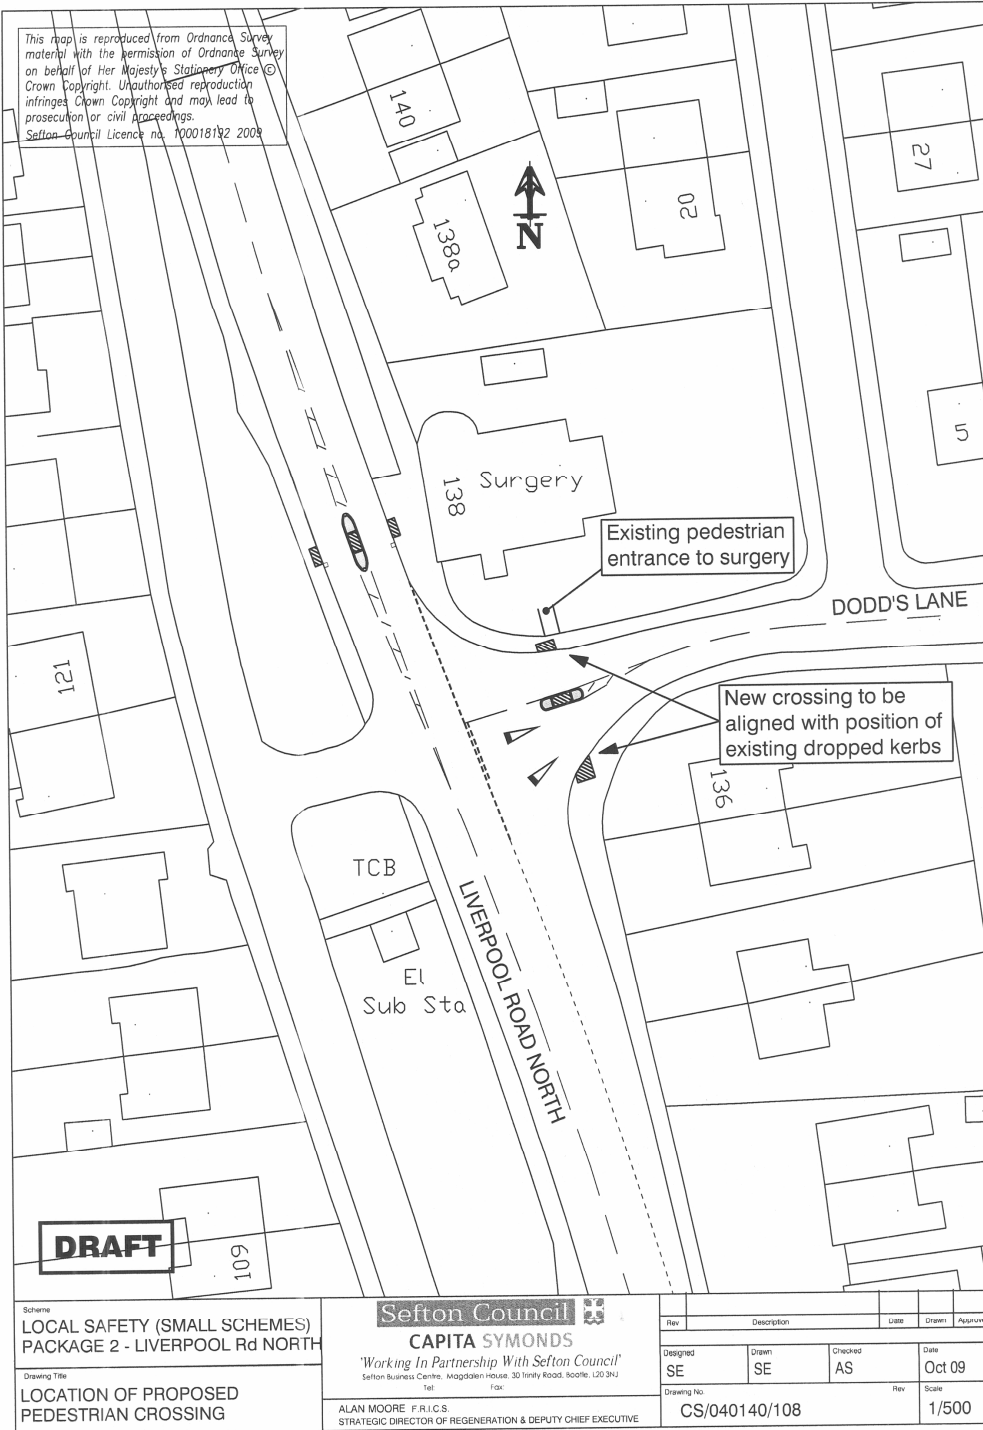 This map is reproduced from Ordnance Survey
material with the permission of Ordnance Survey
on behalf of Her Majesty's Stationery Office ©
Crown Copyright. Unauthorised reproduction
infringes Crown Copyright and may lead to
prosecution or civil proceedings.
Sefton Council Licence no. 100018192 2009
140
27
20
138a
N
5
138
Surgery
Existing pedestrian
entrance to surgery
DODD'S LANE
121
New crossing to be
aligned with position of
existing dropped kerbs
136
TCB
LIVERPOOL ROAD NORTH
El
Sub Sta
DRAFT
109
Scheme
LOCAL SAFETY (SMALL SCHEMES)
PACKAGE 2 - LIVERPOOL Rd NORTH
Drawing Title
LOCATION OF PROPOSED
PEDESTRIAN CROSSING
Sefton Council
CAPITA SYMONDS
'Working In Partnership With Sefton Council'
Sefton Business Centre, Magdalen House, 30 Trinity Road, Bootle, L20 3NJ
Tel: Fax:
ALAN MOORE F.R.I.C.S.
STRATEGIC DIRECTOR OF REGENERATION & DEPUTY CHIEF EXECUTIVE
Rev Description Date Drawn Approve
Designed Drawn Checked Date
SE SE AS Oct 09
Drawing No. Rev Scale
CS/040140/108 1/500